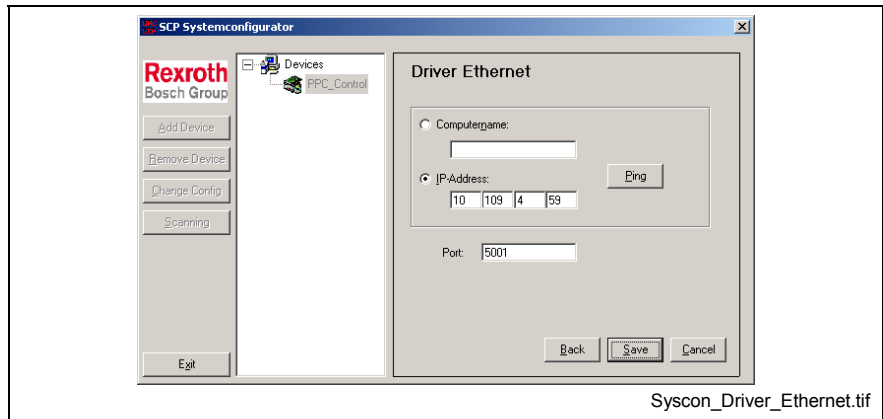 SCP Systemconfigurator
Rexroth
Bosch Group
Add Device
Remove Device
Change Config
Scanning
Exit
Devices
PPC_Control
Driver Ethernet
Computername:
IP-Address:
10 109 4 59
Ping
Port: 5001
Back Save Cancel
Syscon_Driver_Ethernet.tif